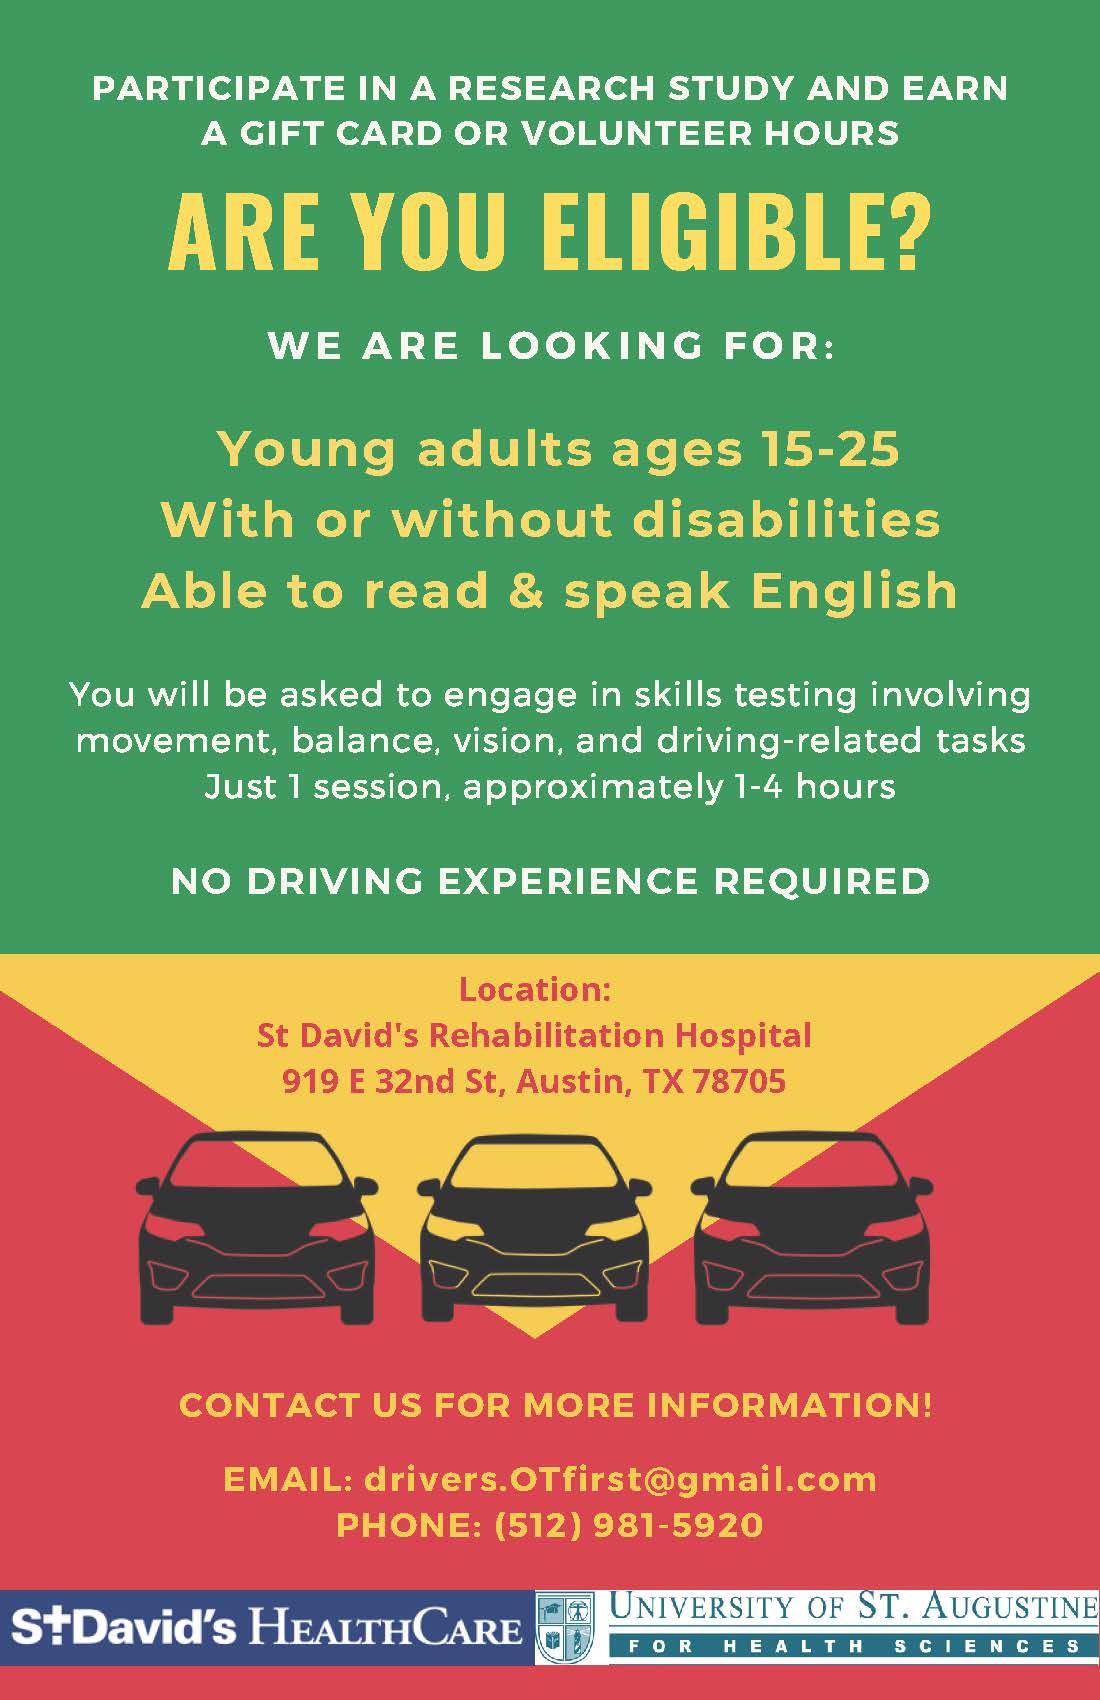 PARTICIPATE IN A RESEARCH STUDY AND EARN
A GIFT CARD OR VOLUNTEER HOURS
ARE YOU ELIGIBLE?
WE ARE LOOKING FOR:
Young adults ages 15-25
With or without disabilities
Able to read & speak English
You will be asked to engage in skills testing involving
movement, balance, vision, and driving-related tasks
Just 1 session, approximately 1-4 hours
NO DRIVING EXPERIENCE REQUIRED
Location:
St David's Rehabilitation Hospital
919 E 32nd St, Austin, TX 78705
CONTACT US FOR MORE INFORMATION!
EMAIL: drivers.OTfirst@gmail.com
PHONE: (512) 981-5920
St David's HEALTHCARE
UNIVERSITY OF ST. AUGUSTINE
FOR HEALTH SCIENCES